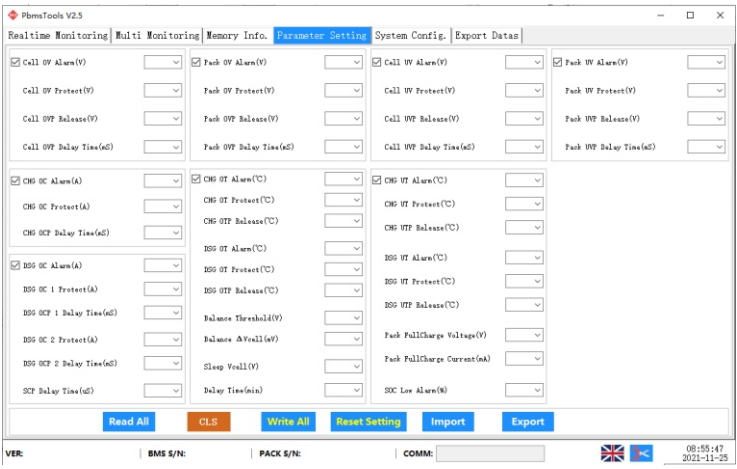 PbmsTools V2.5
Realtime Monitoring Multi Monitoring Memory Info. Parameter Setting System Config. Export Datas
Cell OV Alarm(V)
Cell OV Protect(V)
Cell OVP Release(V)
Cell OVP Delay Time(mS)
Pack OV Alarm(V)
Pack OV Protect(V)
Pack OVP Release(V)
Pack OVP Delay Time(mS)
Cell UV Alarm(V)
Cell UV Protect(V)
Cell UVP Release(V)
Cell UVP Delay Time(mS)
Pack UV Alarm(V)
Pack UV Protect(V)
Pack UVP Release(V)
Pack UVP Delay Time(mS)
CHG OC Alarm(A)
CHG OC Protect(A)
CHG OCP Delay Time(mS)
DSG OC Alarm(A)
DSG OC 1 Protect(A)
DSG OCP 1 Delay Time(mS)
DSG OC 2 Protect(A)
DSG OCP 2 Delay Time(mS)
SCP Delay Time(uS)
CHG OT Alarm(℃)
CHG OT Protect(℃)
CHG OTP Release(℃)
DSG OT Alarm(℃)
DSG OT Protect(℃)
DSG OTP Release(℃)
Balance Threshold(V)
Balance ΔVcell(mV)
Sleep Vcell(V)
Delay Time(min)
CHG UT Alarm(℃)
CHG UT Protect(℃)
CHG UTP Release(℃)
DSG UT Alarm(℃)
DSG UT Protect(℃)
DSG UTP Release(℃)
Pack FullCharge Voltage(V)
Pack FullCharge Current(mA)
SOC Low Alarm(%)
Read All CLS Write All Reset Setting Import Export
VER: BMS S/N: PACK S/N: COMM:
08:55:47
2021-11-25